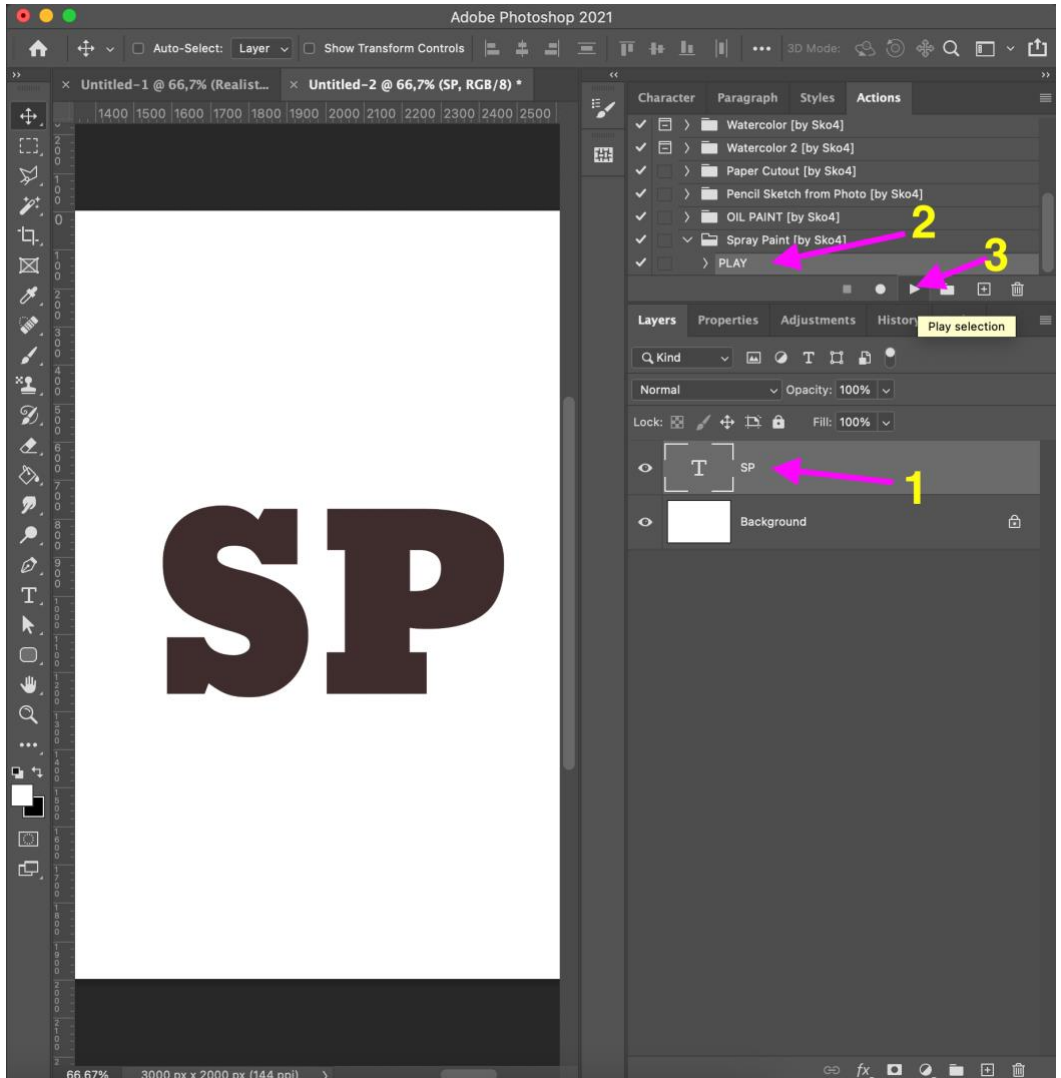 Adobe Photoshop 2021
Auto-Select: Layer Show Transform Controls 3D Mode:
× Untitled-1 @ 66,7% (Realist... × Untitled-2 @ 66,7% (SP, RGB/8) *
1400 1500 1600 1700 1800 1900 2000 2100 2200 2300 2400 2500
Character Paragraph Styles Actions
Watercolor [by Sko4]
Watercolor 2 [by Sko4]
Paper Cutout [by Sko4]
Pencil Sketch from Photo [by Sko4]
OIL PAINT [by Sko4]
2
Spray Paint [by Sko4]
PLAY
3
Layers Properties Adjustments History
Play selection
Kind
Normal Opacity: 100%
Lock: Fill: 100%
T SP
1
Background
SP
66.67% 3000 px x 2000 px (144 ppi)
fx